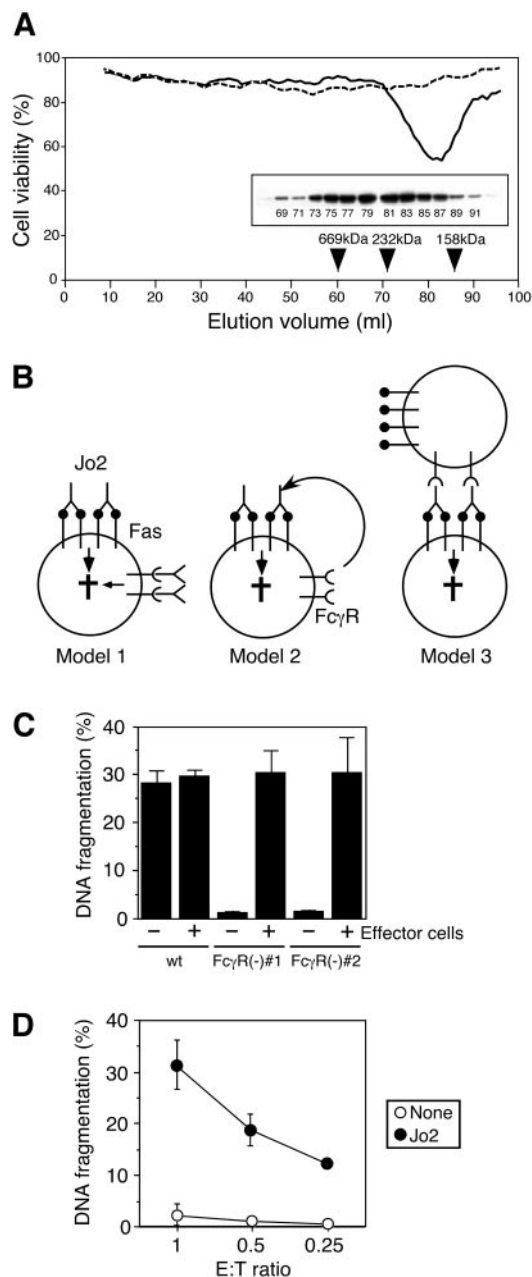 A
Cell viability (%)
100
80
60
40
20
0
69 71 73 75 77 79 81 83 85 87 89 91
669kDa 232kDa 158kDa
0 10 20 30 40 50 60 70 80 90 100
Elution volume (ml)
B
Jo2
Fas
FcγR
Model 1 Model 2 Model 3
C
DNA fragmentation (%)
40
30
20
10
0
− + − + − + Effector cells
wt FcγR(-)#1 FcγR(-)#2
D
DNA fragmentation (%)
40
30
20
10
0
None
Jo2
1 0.5 0.25
E:T ratio